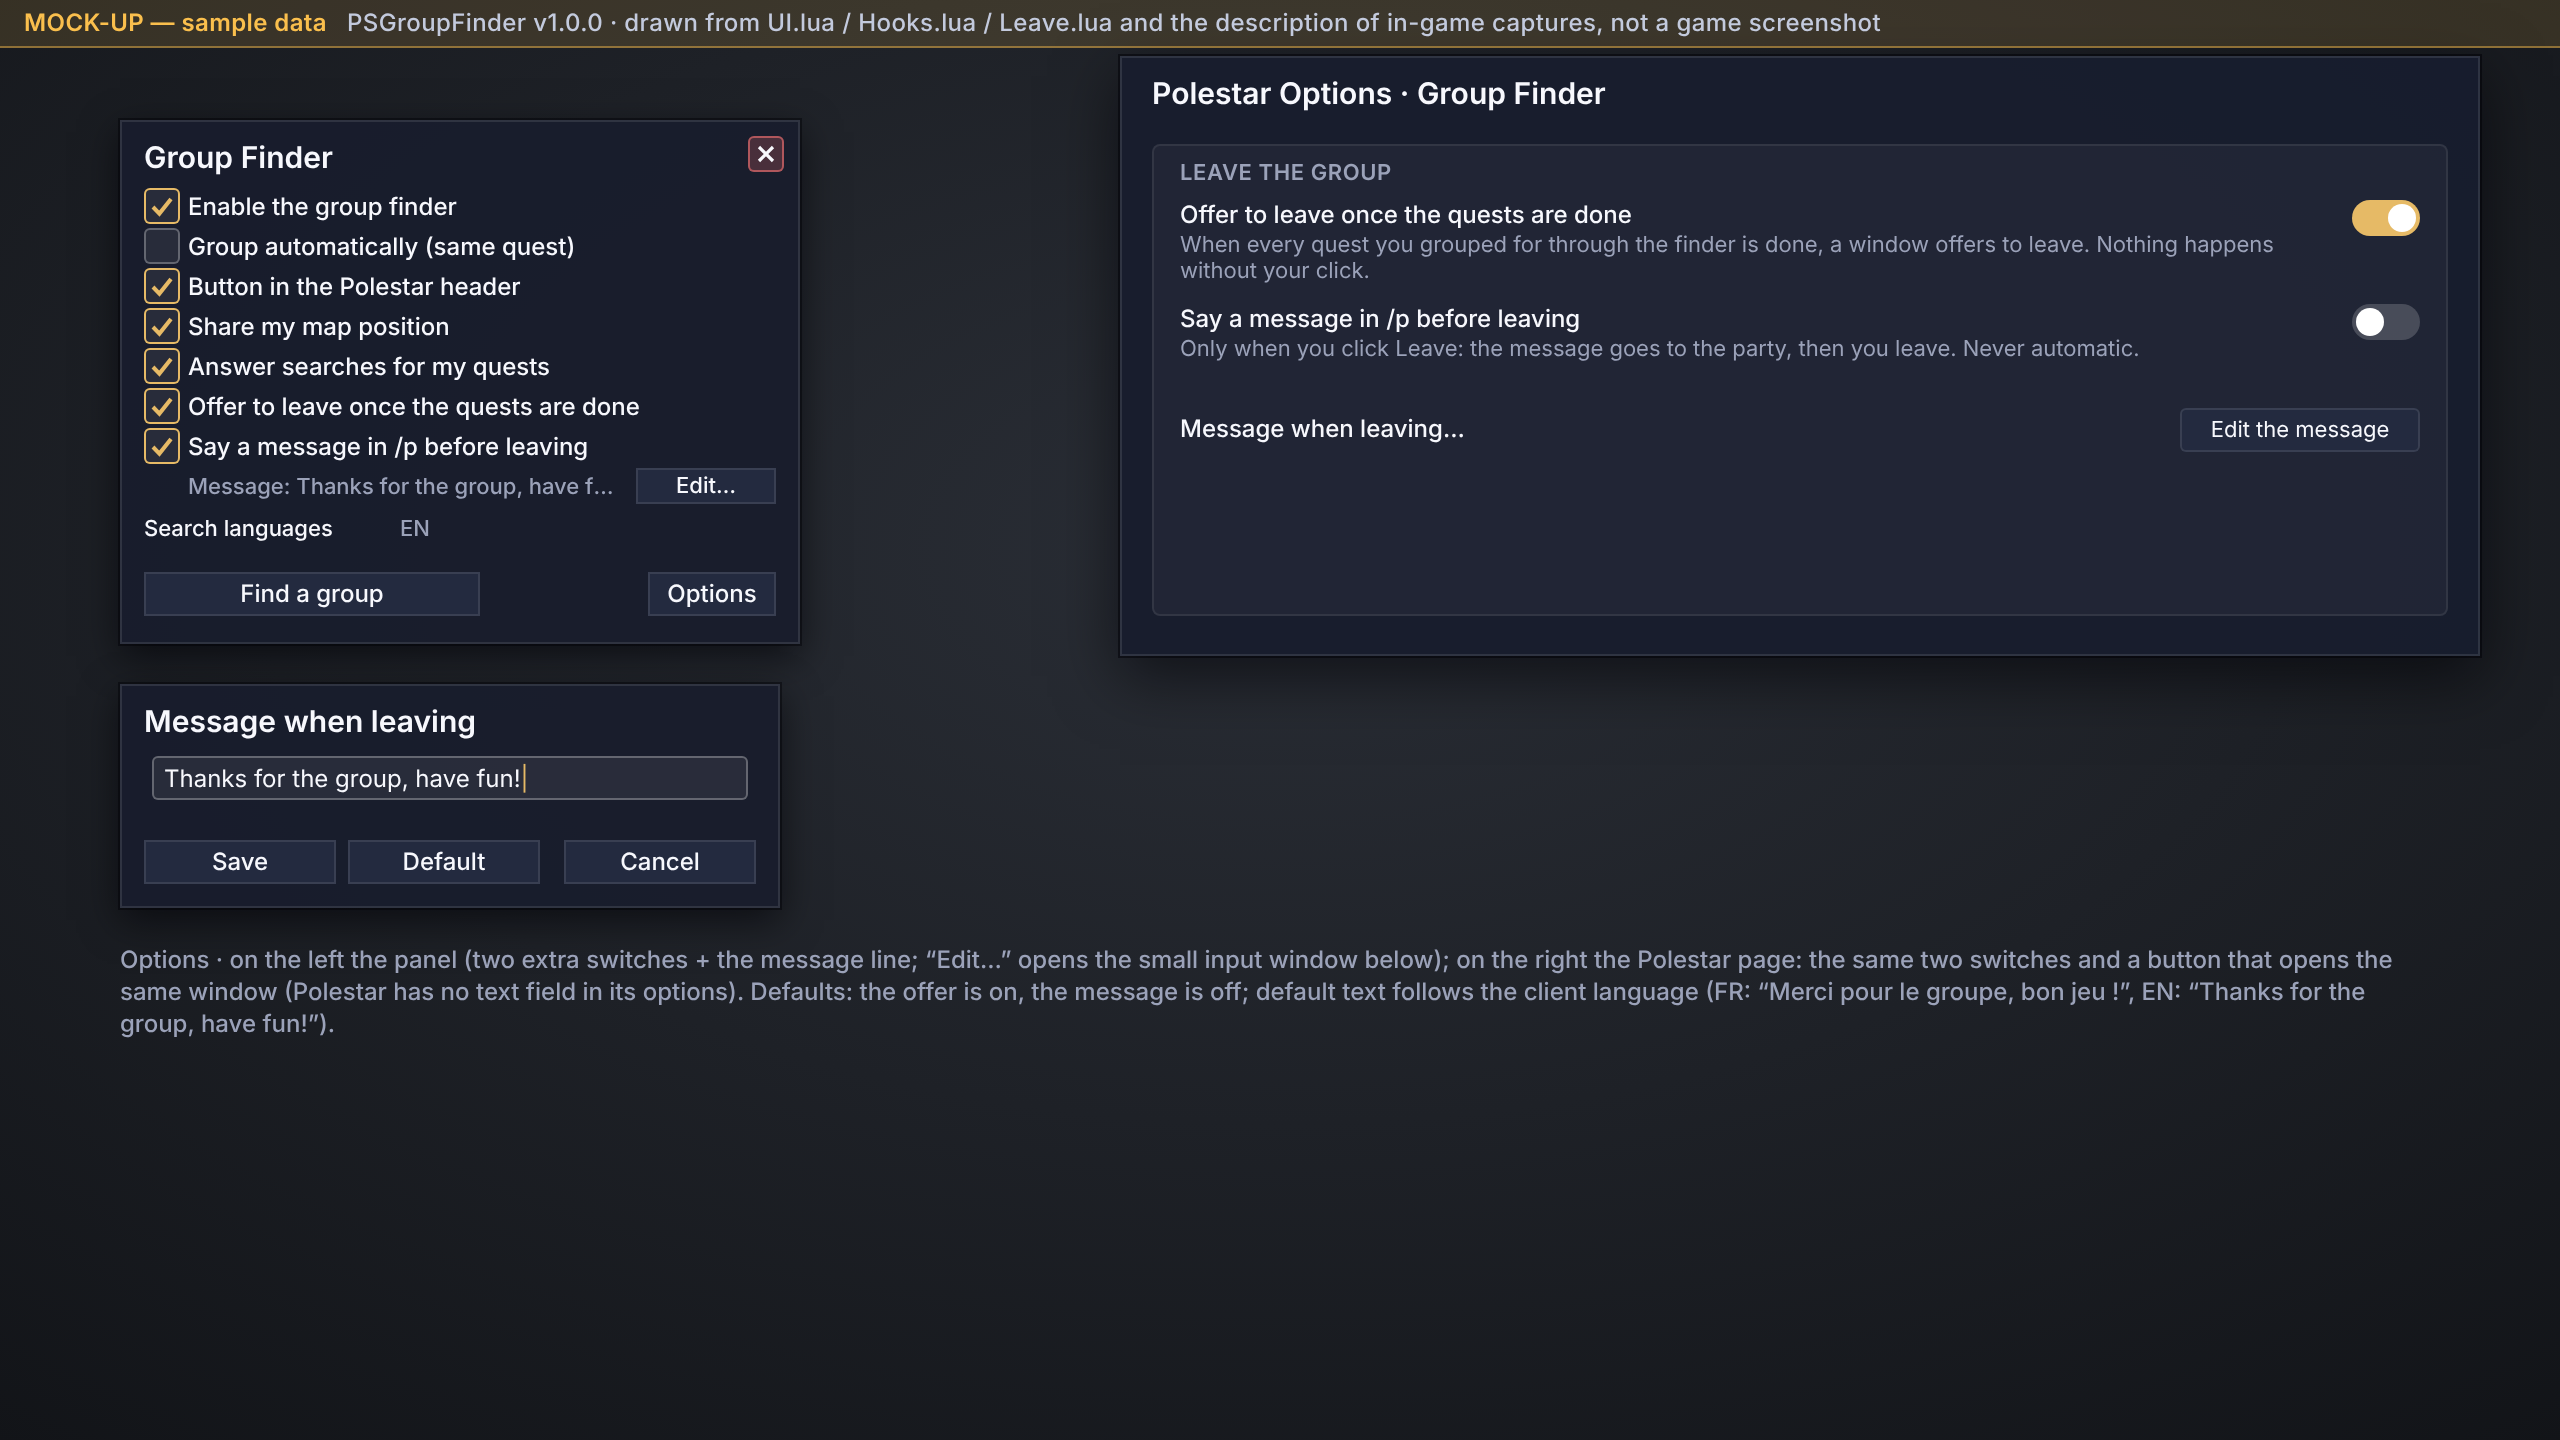 MOCK-UP — sample data PSGroupFinder v1.0.0 · drawn from UI.lua / Hooks.lua / Leave.lua and the description of in-game captures, not a game screenshot
Group Finder
Enable the group finder
Group automatically (same quest)
Button in the Polestar header
Share my map position
Answer searches for my quests
Offer to leave once the quests are done
Say a message in /p before leaving
Message: Thanks for the group, have f... Edit...
Search languages EN
Find a group Options
Polestar Options · Group Finder
LEAVE THE GROUP
Offer to leave once the quests are done
When every quest you grouped for through the finder is done, a window offers to leave. Nothing happens
without your click.
Say a message in /p before leaving
Only when you click Leave: the message goes to the party, then you leave. Never automatic.
Message when leaving... Edit the message
Message when leaving
Thanks for the group, have fun!
Save Default Cancel
Options · on the left the panel (two extra switches + the message line; “Edit...” opens the small input window below); on the right the Polestar page: the same two switches and a button that opens the
same window (Polestar has no text field in its options). Defaults: the offer is on, the message is off; default text follows the client language (FR: “Merci pour le groupe, bon jeu !”, EN: “Thanks for the
group, have fun!”).